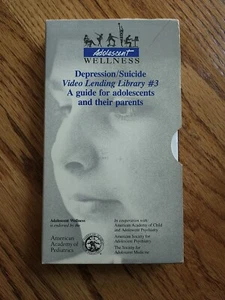 Adolescent
WELLNESS
Depression/Suicide
Video Lending Library #3
A guide for adolescents
and their parents
Adolescent Wellness
is endorsed by the
American
Academy of
Pediatrics
In cooperation with:
American Academy of Child
and Adolescent Psychiatry
American Society for
Adolescent Psychiatry
The Society for
Adolescent Medicine